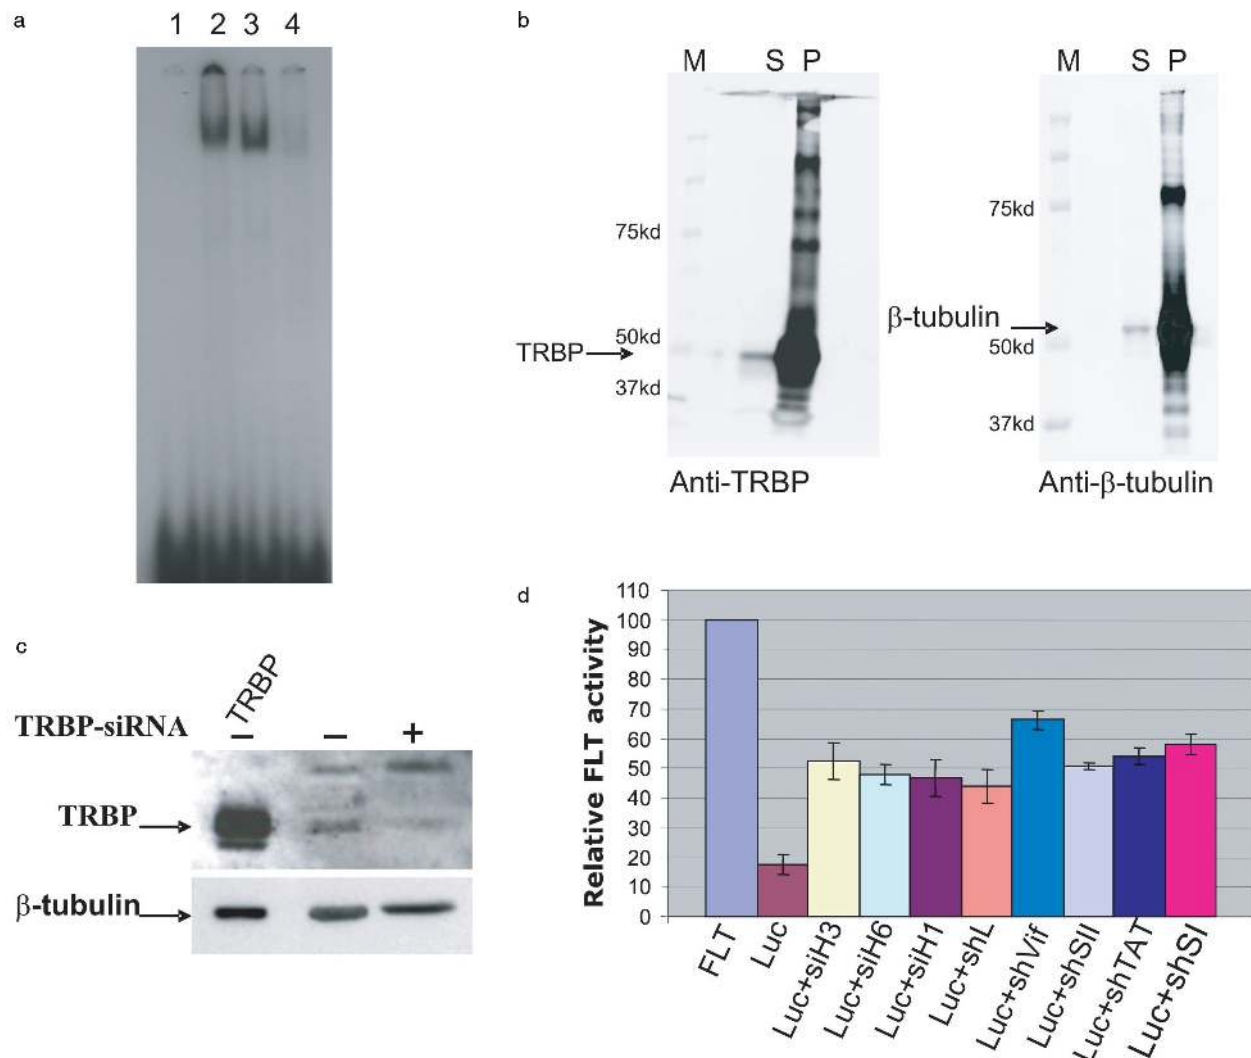 a
1 2 3 4
b
M S P
75kd
50kd
TRBP
37kd
Anti-TRBP
M S P
75kd
β-tubulin
50kd
37kd
Anti-β-tubulin
c
TRBP
TRBP-siRNA − − +
TRBP
β-tubulin
d
Relative FLT activity
110
100
90
80
70
60
50
40
30
20
10
0
FLT
Luc
Luc+siH3
Luc+siH6
Luc+siH1
Luc+shL
Luc+shVif
Luc+shSII
Luc+shTAT
Luc+shSI